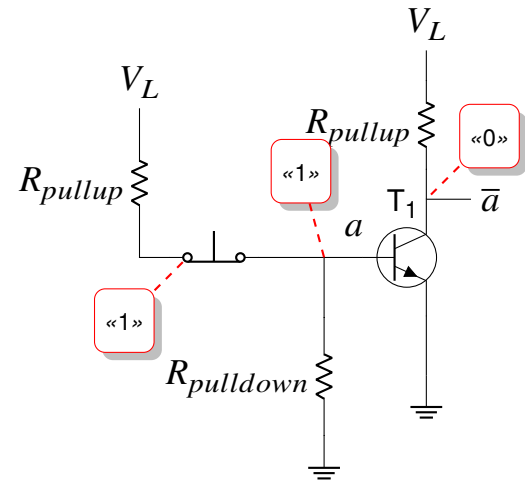 V_L
V_L
R_pullup
«0»
«1»
R_pullup
T_1
a̅
a
«1»
R_pulldown